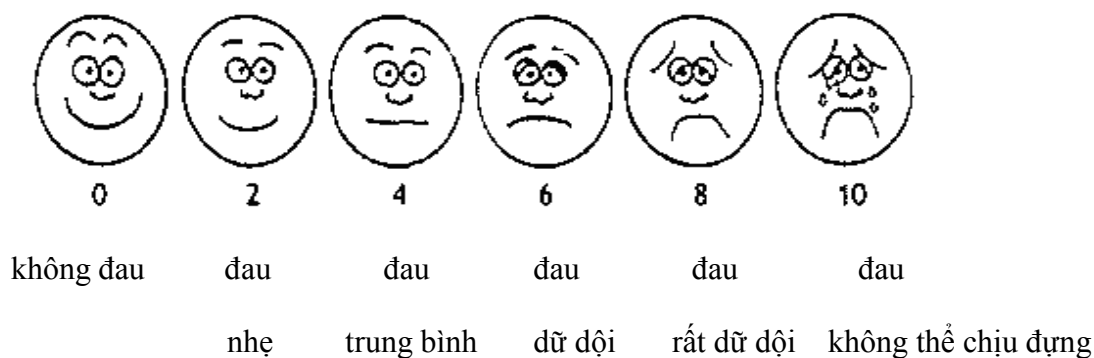 0 2 4 6 8 10
không đau đau đau đau đau đau
nhẹ trung bình dữ dội rất dữ dội không thể chịu đựng